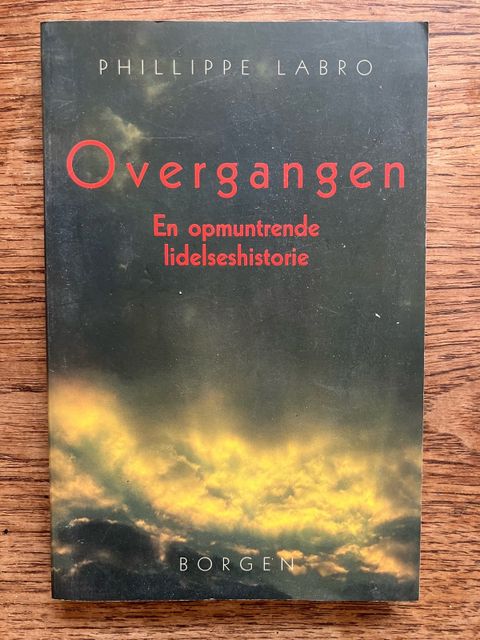 PHILLIPPE LABRO
Overgangen
En opmuntrende
lidelseshistorie
BORGEN